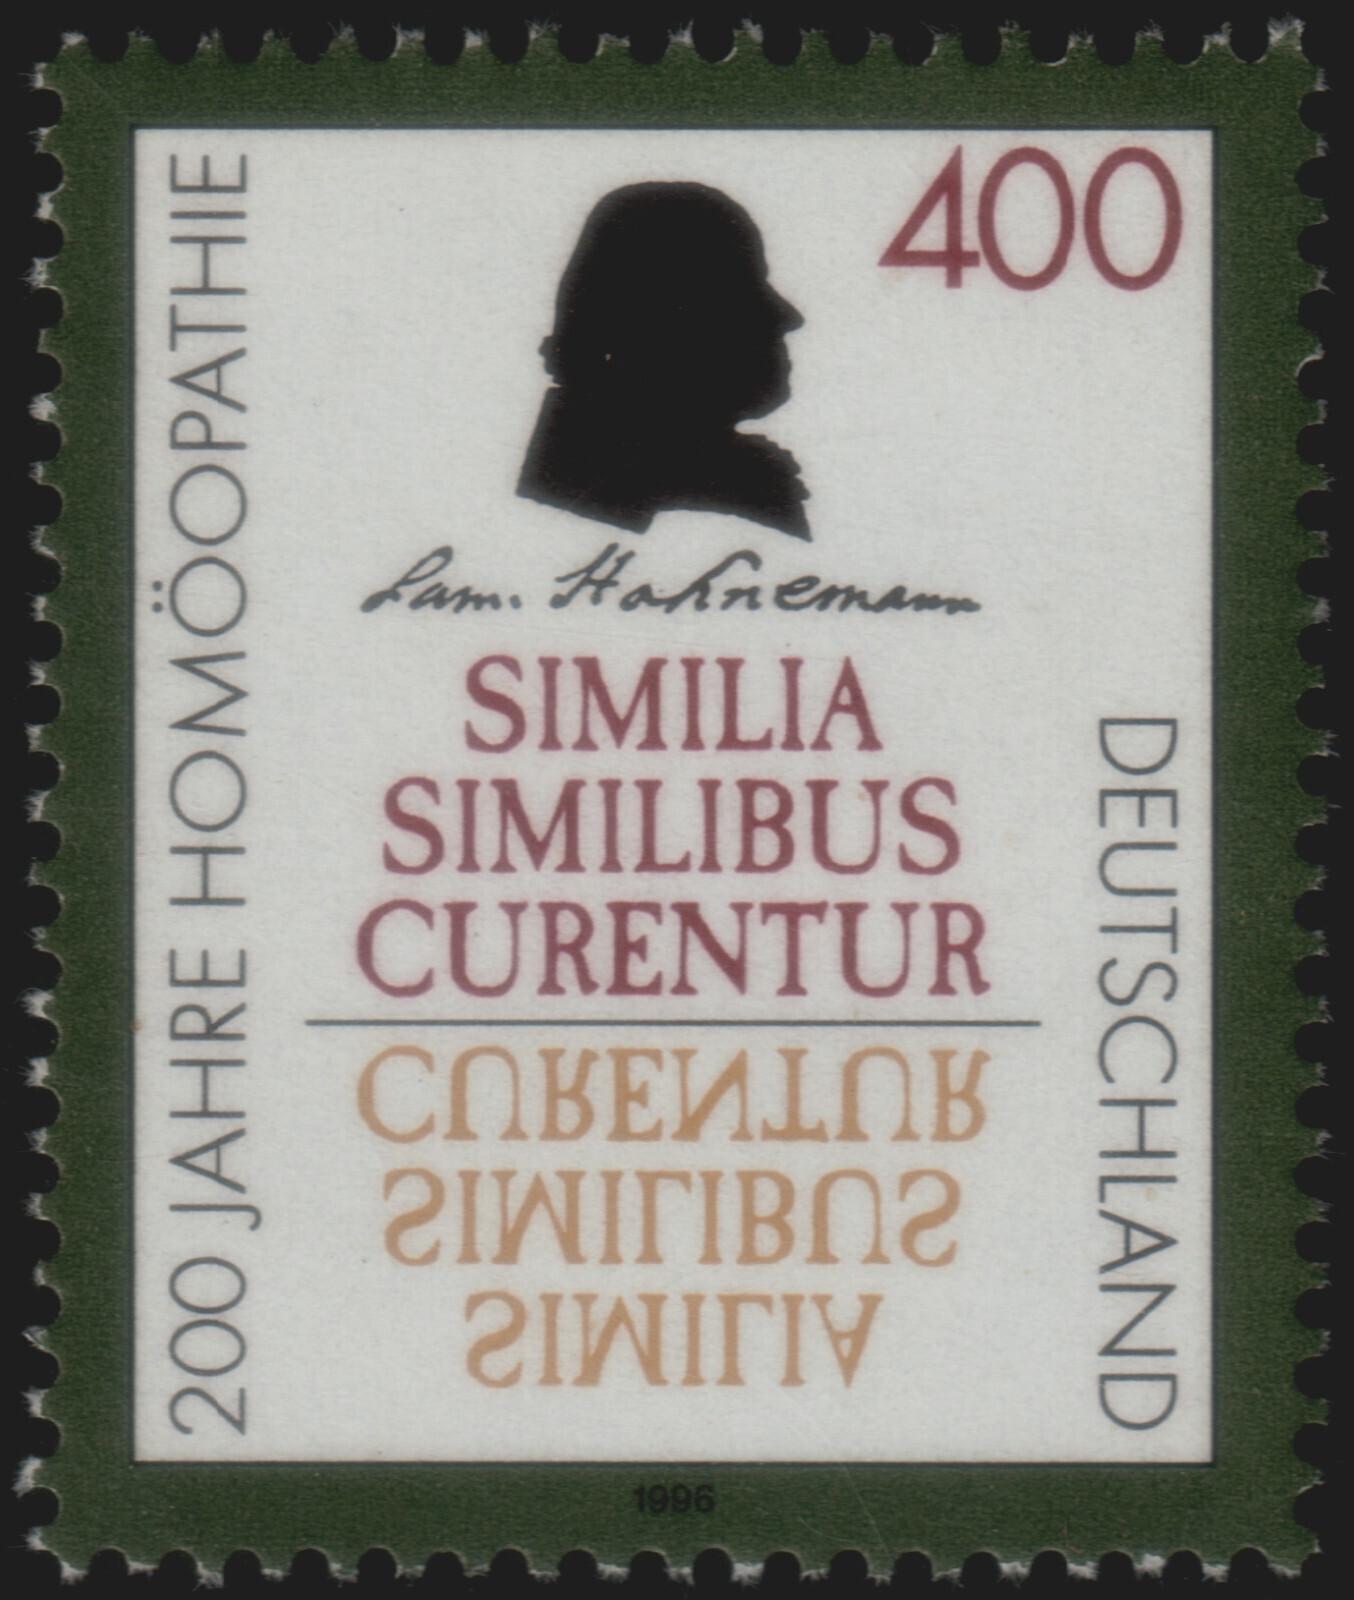 200 JAHRE HOMÖOPATHIE
400
Sam. Hahnemann
SIMILIA
SIMILIBUS
CURENTUR
CURENTUR
SIMILIBUS
SIMILIA
DEUTSCHLAND
1996